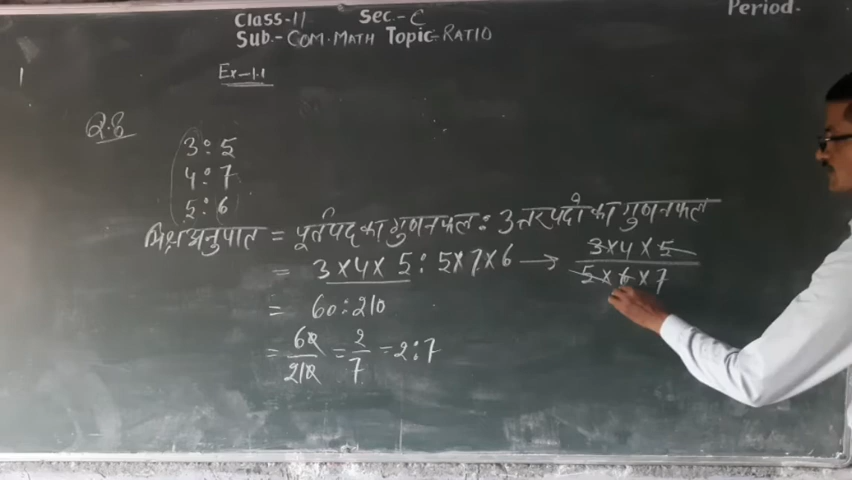 Class-11 Sec.-C Period.
Sub.- COM. MATH Topic- RATIO
Ex-1.1
Q.8
3:5
4:7
5:6
मिश्र अनुपात = पूर्वपद का गुणनफल : उत्तरपदों का गुणनफल
= 3×4×5 : 5×7×6 → 3×4×5 / 5×6×7
= 60:210
= 60/210 = 2/7 = 2:7